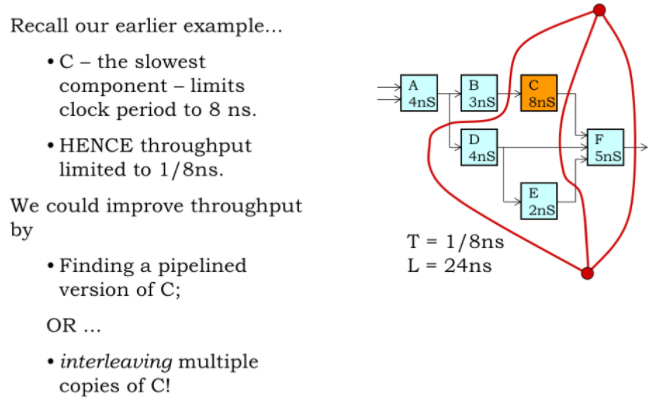 Recall our earlier example…
• C – the slowest
component – limits
clock period to 8 ns.
• HENCE throughput
limited to 1/8ns.
We could improve throughput
by
• Finding a pipelined
version of C;
OR …
• interleaving multiple
copies of C!
A
4nS
B
3nS
C
8nS
D
4nS
F
5nS
E
2nS
T = 1/8ns
L = 24ns